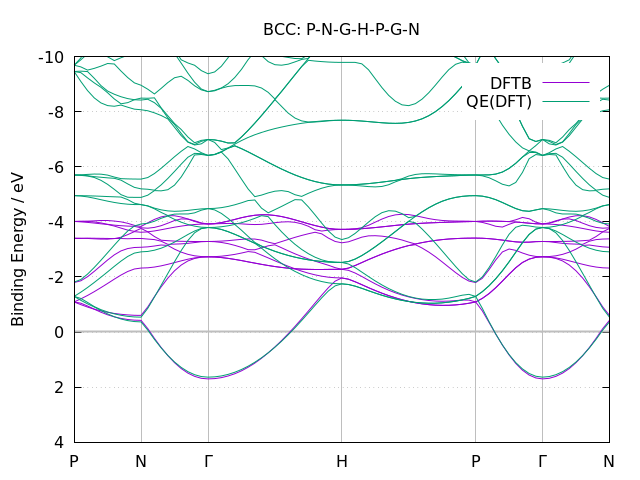 BCC: P-N-G-H-P-G-N
-10
-8
-6
-4
-2
0
2
4
Binding Energy / eV
DFTB
QE(DFT)
P N Γ H P Γ N